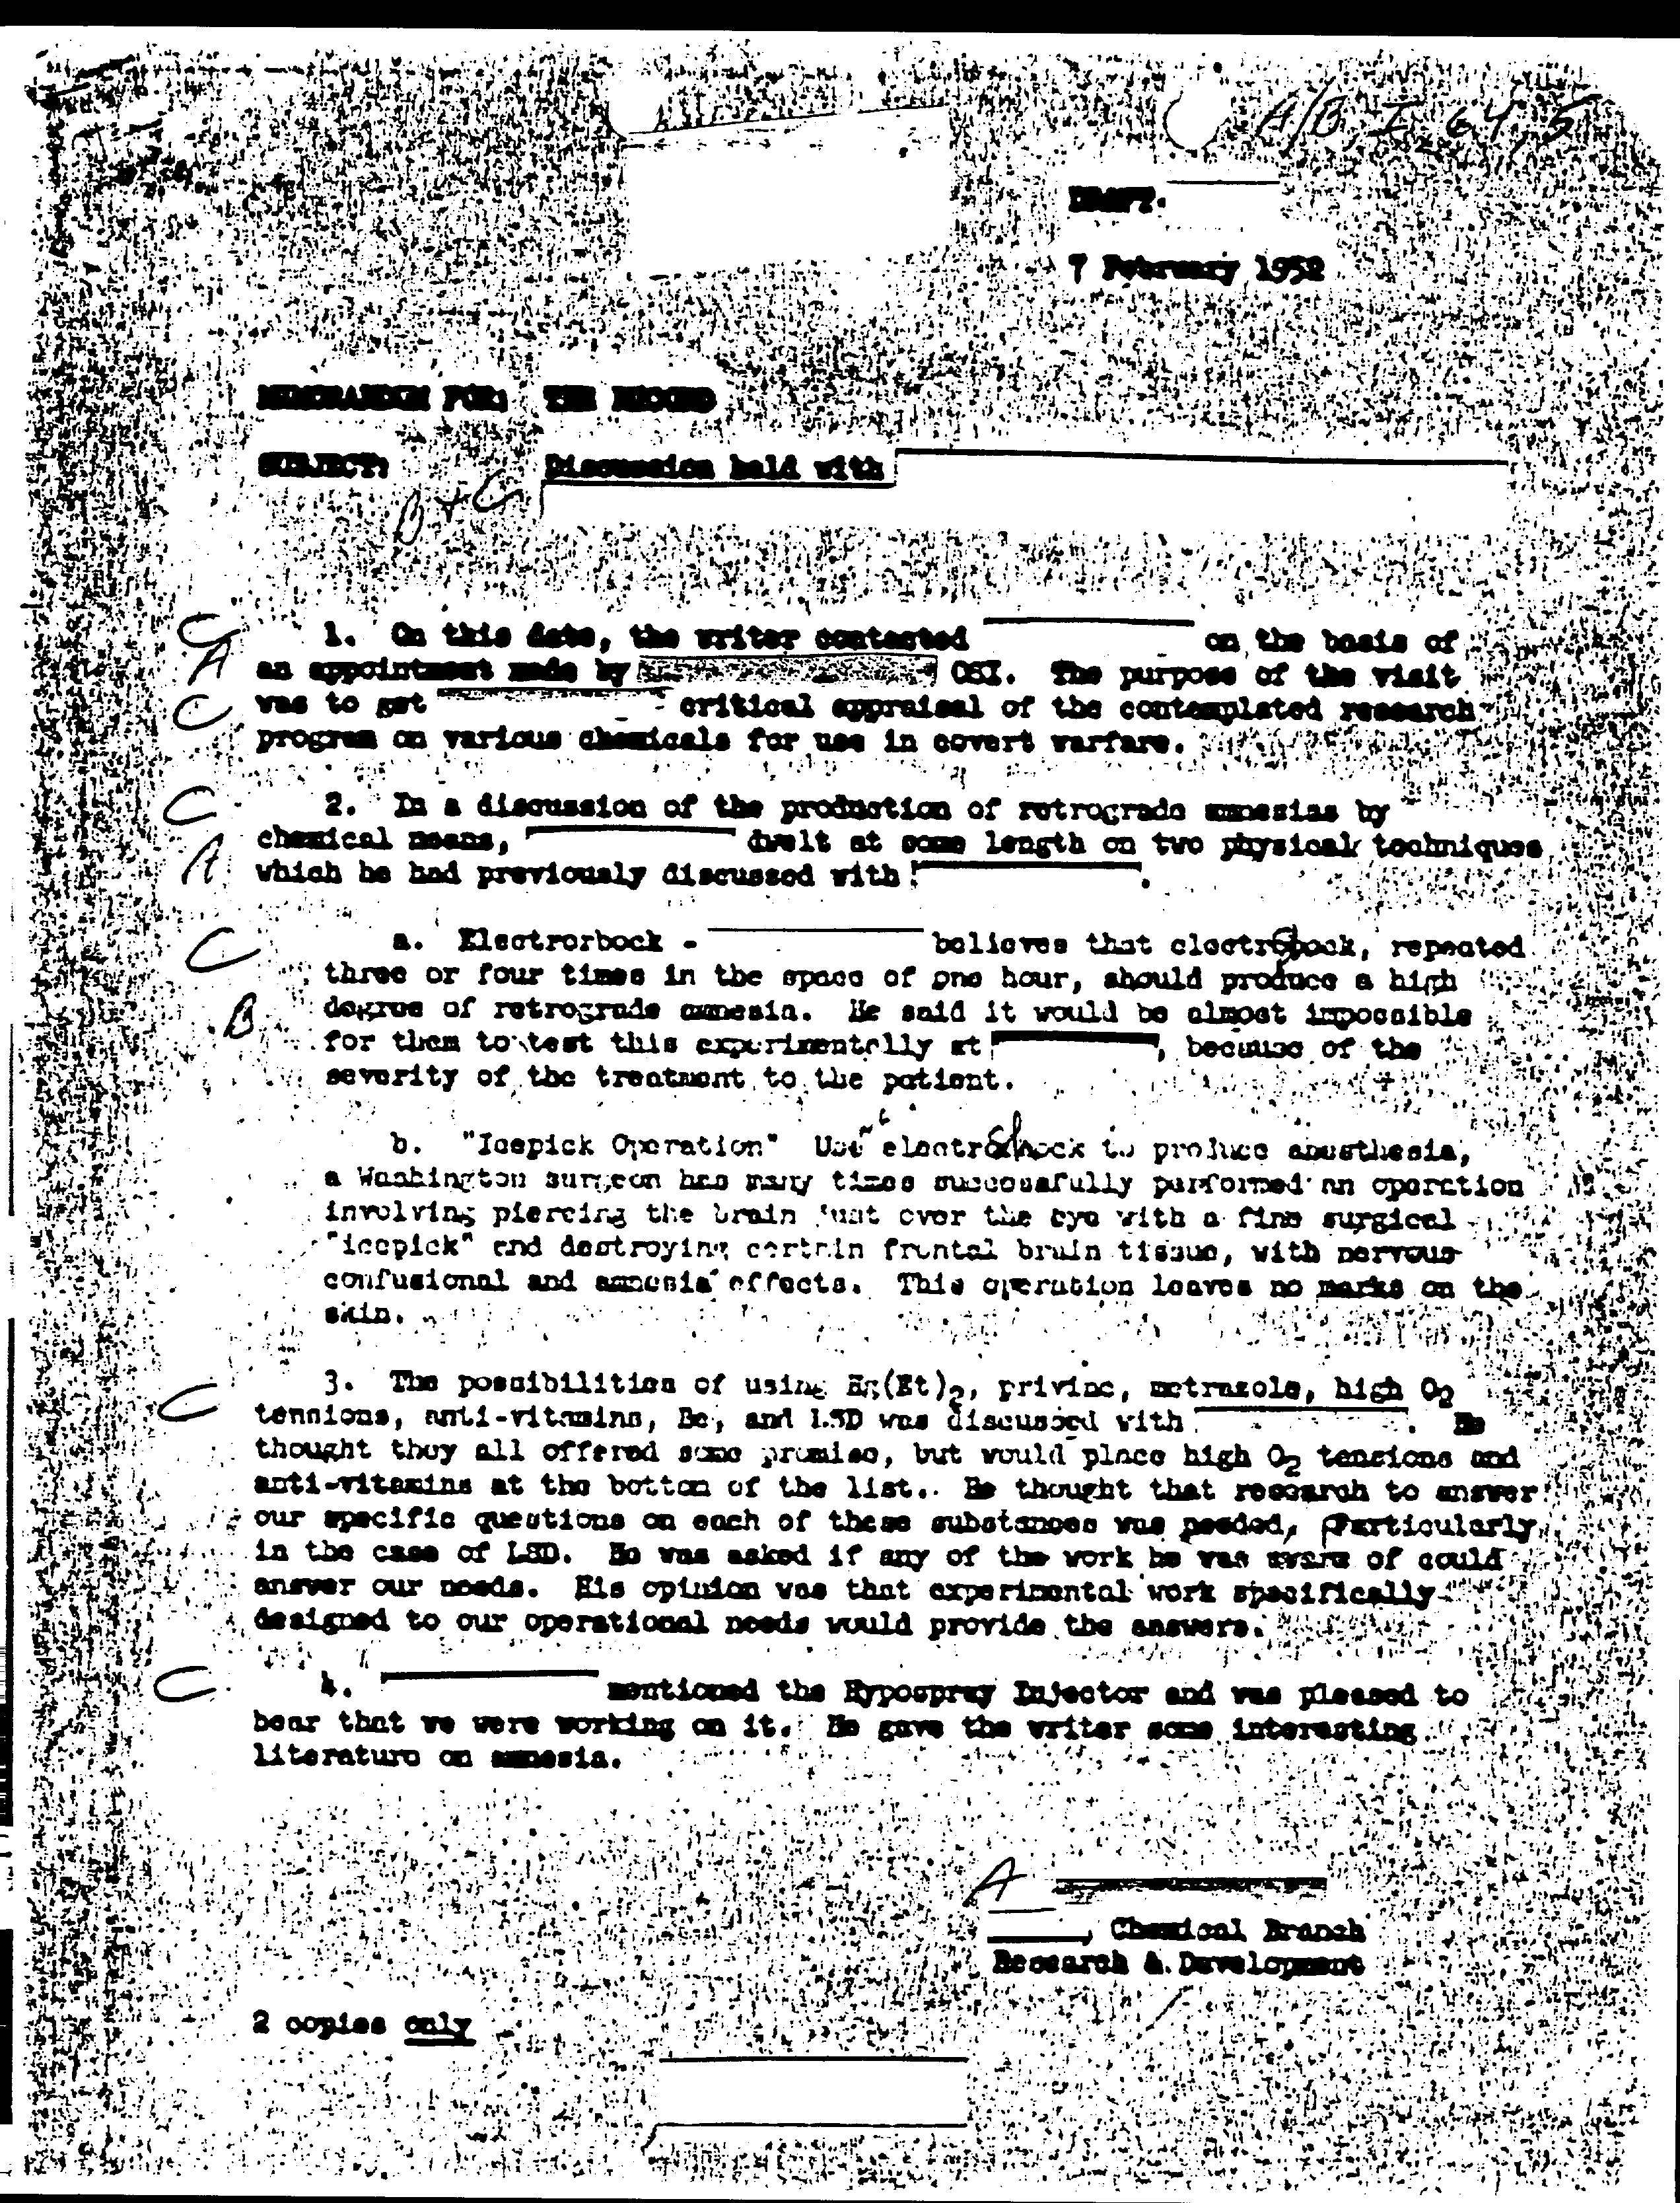 A/B, I, 64, 5
DRAFT.
7 February 1952
MEMORANDUM FOR: THE RECORD
SUBJECT: Discussion held with
B + C
C
1. On this date, the writer contacted on the basis of
A
an appointment made by OSI. The purpose of the visit
C
was to get critical appraisal of the contemplated research
program on various chemicals for use in covert warfare.
C
2. In a discussion of the production of retrograde amnesias by
chemical means, dwelt at some length on two physical techniques
A
which he had previously discussed with .
C
a. Electrorbock - believes that electroshock, repeated
three or four times in the space of one hour, should produce a high
B
degree of retrograde amnesia. He said it would be almost impossible
for them to test this experimentally at , because of the
severity of the treatment to the patient.
b. "Icepick Operation" electroshock to produce anesthesia,
a Washington surgeon has many times successfully performed an operation
involving piercing the brain just over the eye with a fine surgical
"icepick" and destroying certain frontal brain tissue, with nervous
confusional and amnesia effects. This operation leaves no marks on the
skin.
C
3. The possibilities of using Hg(Et)2, privine, metrazole, high O2
tensions, anti-vitamins, Be, and LSD was discussed with . He
thought they all offered some promise, but would place high O2 tensions and
anti-vitamins at the bottom of the list. He thought that research to answer
our specific questions on each of these substances was needed, Particularly
in the case of LSD. He was asked if any of the work he was aware of could
answer our needs. His opinion was that experimental work specifically
designed to our operational needs would provide the answers.
C
4. mentioned the Hypospray Injector and was pleased to
hear that we were working on it. He gave the writer some interesting
literature on amnesia.
A
, Chemical Branch
Research & Development
2 copies only